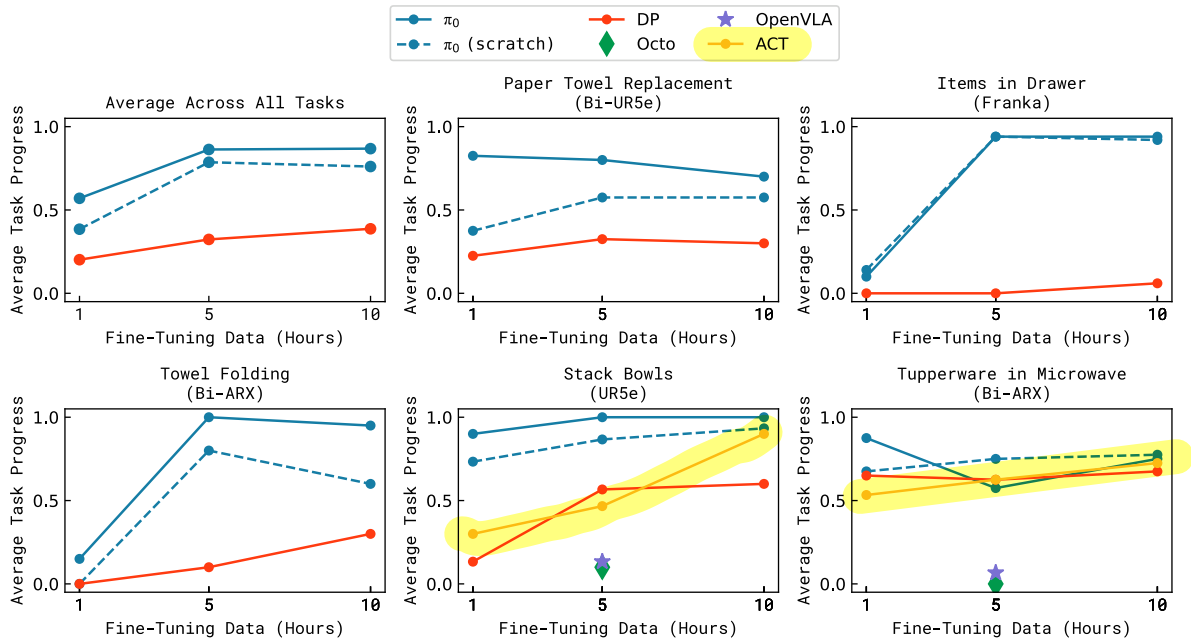 π₀
π₀ (scratch)
DP
Octo
OpenVLA
ACT
Average Across All Tasks
Average Task Progress
1.0
0.5
0.0
1
5
10
Fine-Tuning Data (Hours)
Paper Towel Replacement
(Bi-UR5e)
Average Task Progress
1.0
0.5
0.0
1
5
10
Fine-Tuning Data (Hours)
Items in Drawer
(Franka)
Average Task Progress
1.0
0.5
0.0
1
5
10
Fine-Tuning Data (Hours)
Towel Folding
(Bi-ARX)
Average Task Progress
1.0
0.5
0.0
1
5
10
Fine-Tuning Data (Hours)
Stack Bowls
(UR5e)
Average Task Progress
1.0
0.5
0.0
1
5
10
Fine-Tuning Data (Hours)
Tupperware in Microwave
(Bi-ARX)
Average Task Progress
1.0
0.5
0.0
1
5
10
Fine-Tuning Data (Hours)